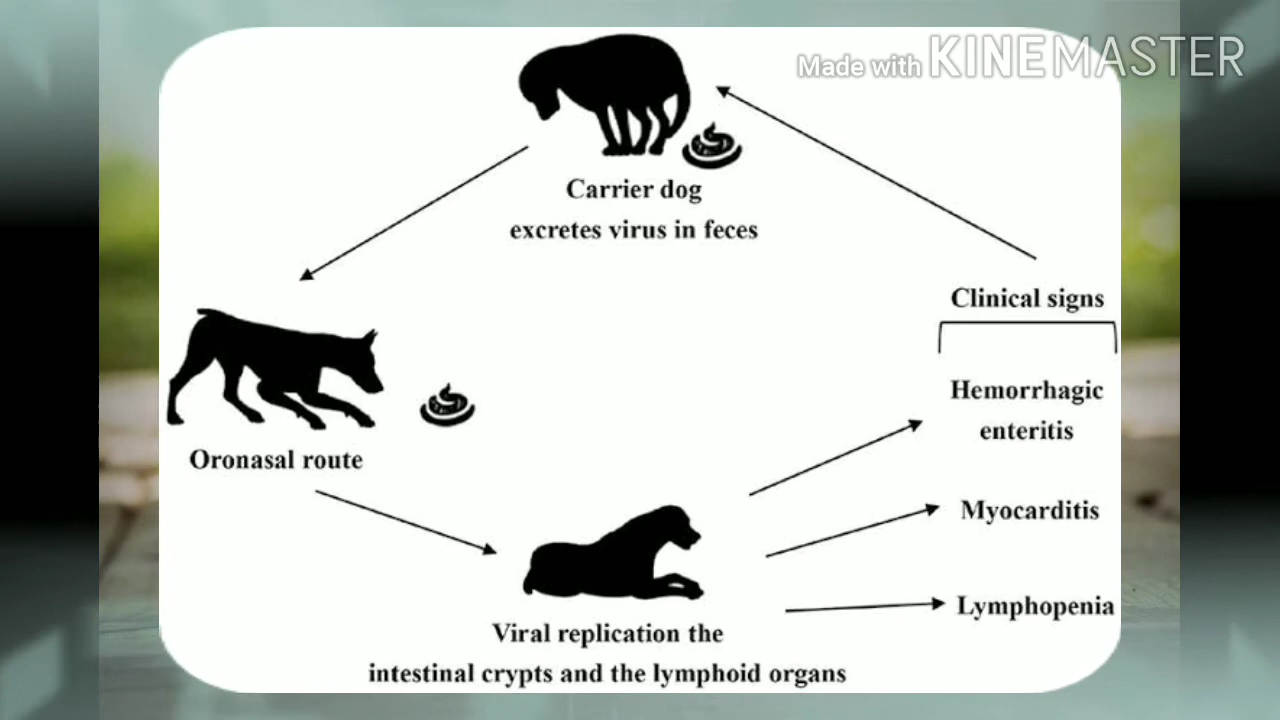 Made with KINEMASTER
Carrier dog
excretes virus in feces
Clinical signs
Hemorrhagic
enteritis
Oronasal route
Myocarditis
Lymphopenia
Viral replication the
intestinal crypts and the lymphoid organs